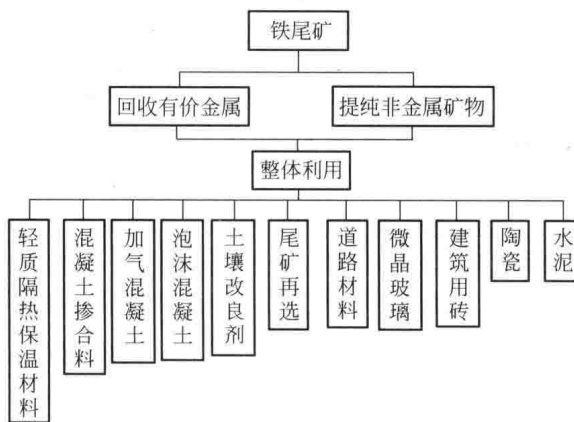 铁尾矿
回收有价金属
提纯非金属矿物
整体利用
轻质隔热保温材料
混凝土掺合料
加气混凝土
泡沫混凝土
土壤改良剂
尾矿再选
道路材料
微晶玻璃
建筑用砖
陶瓷
水泥